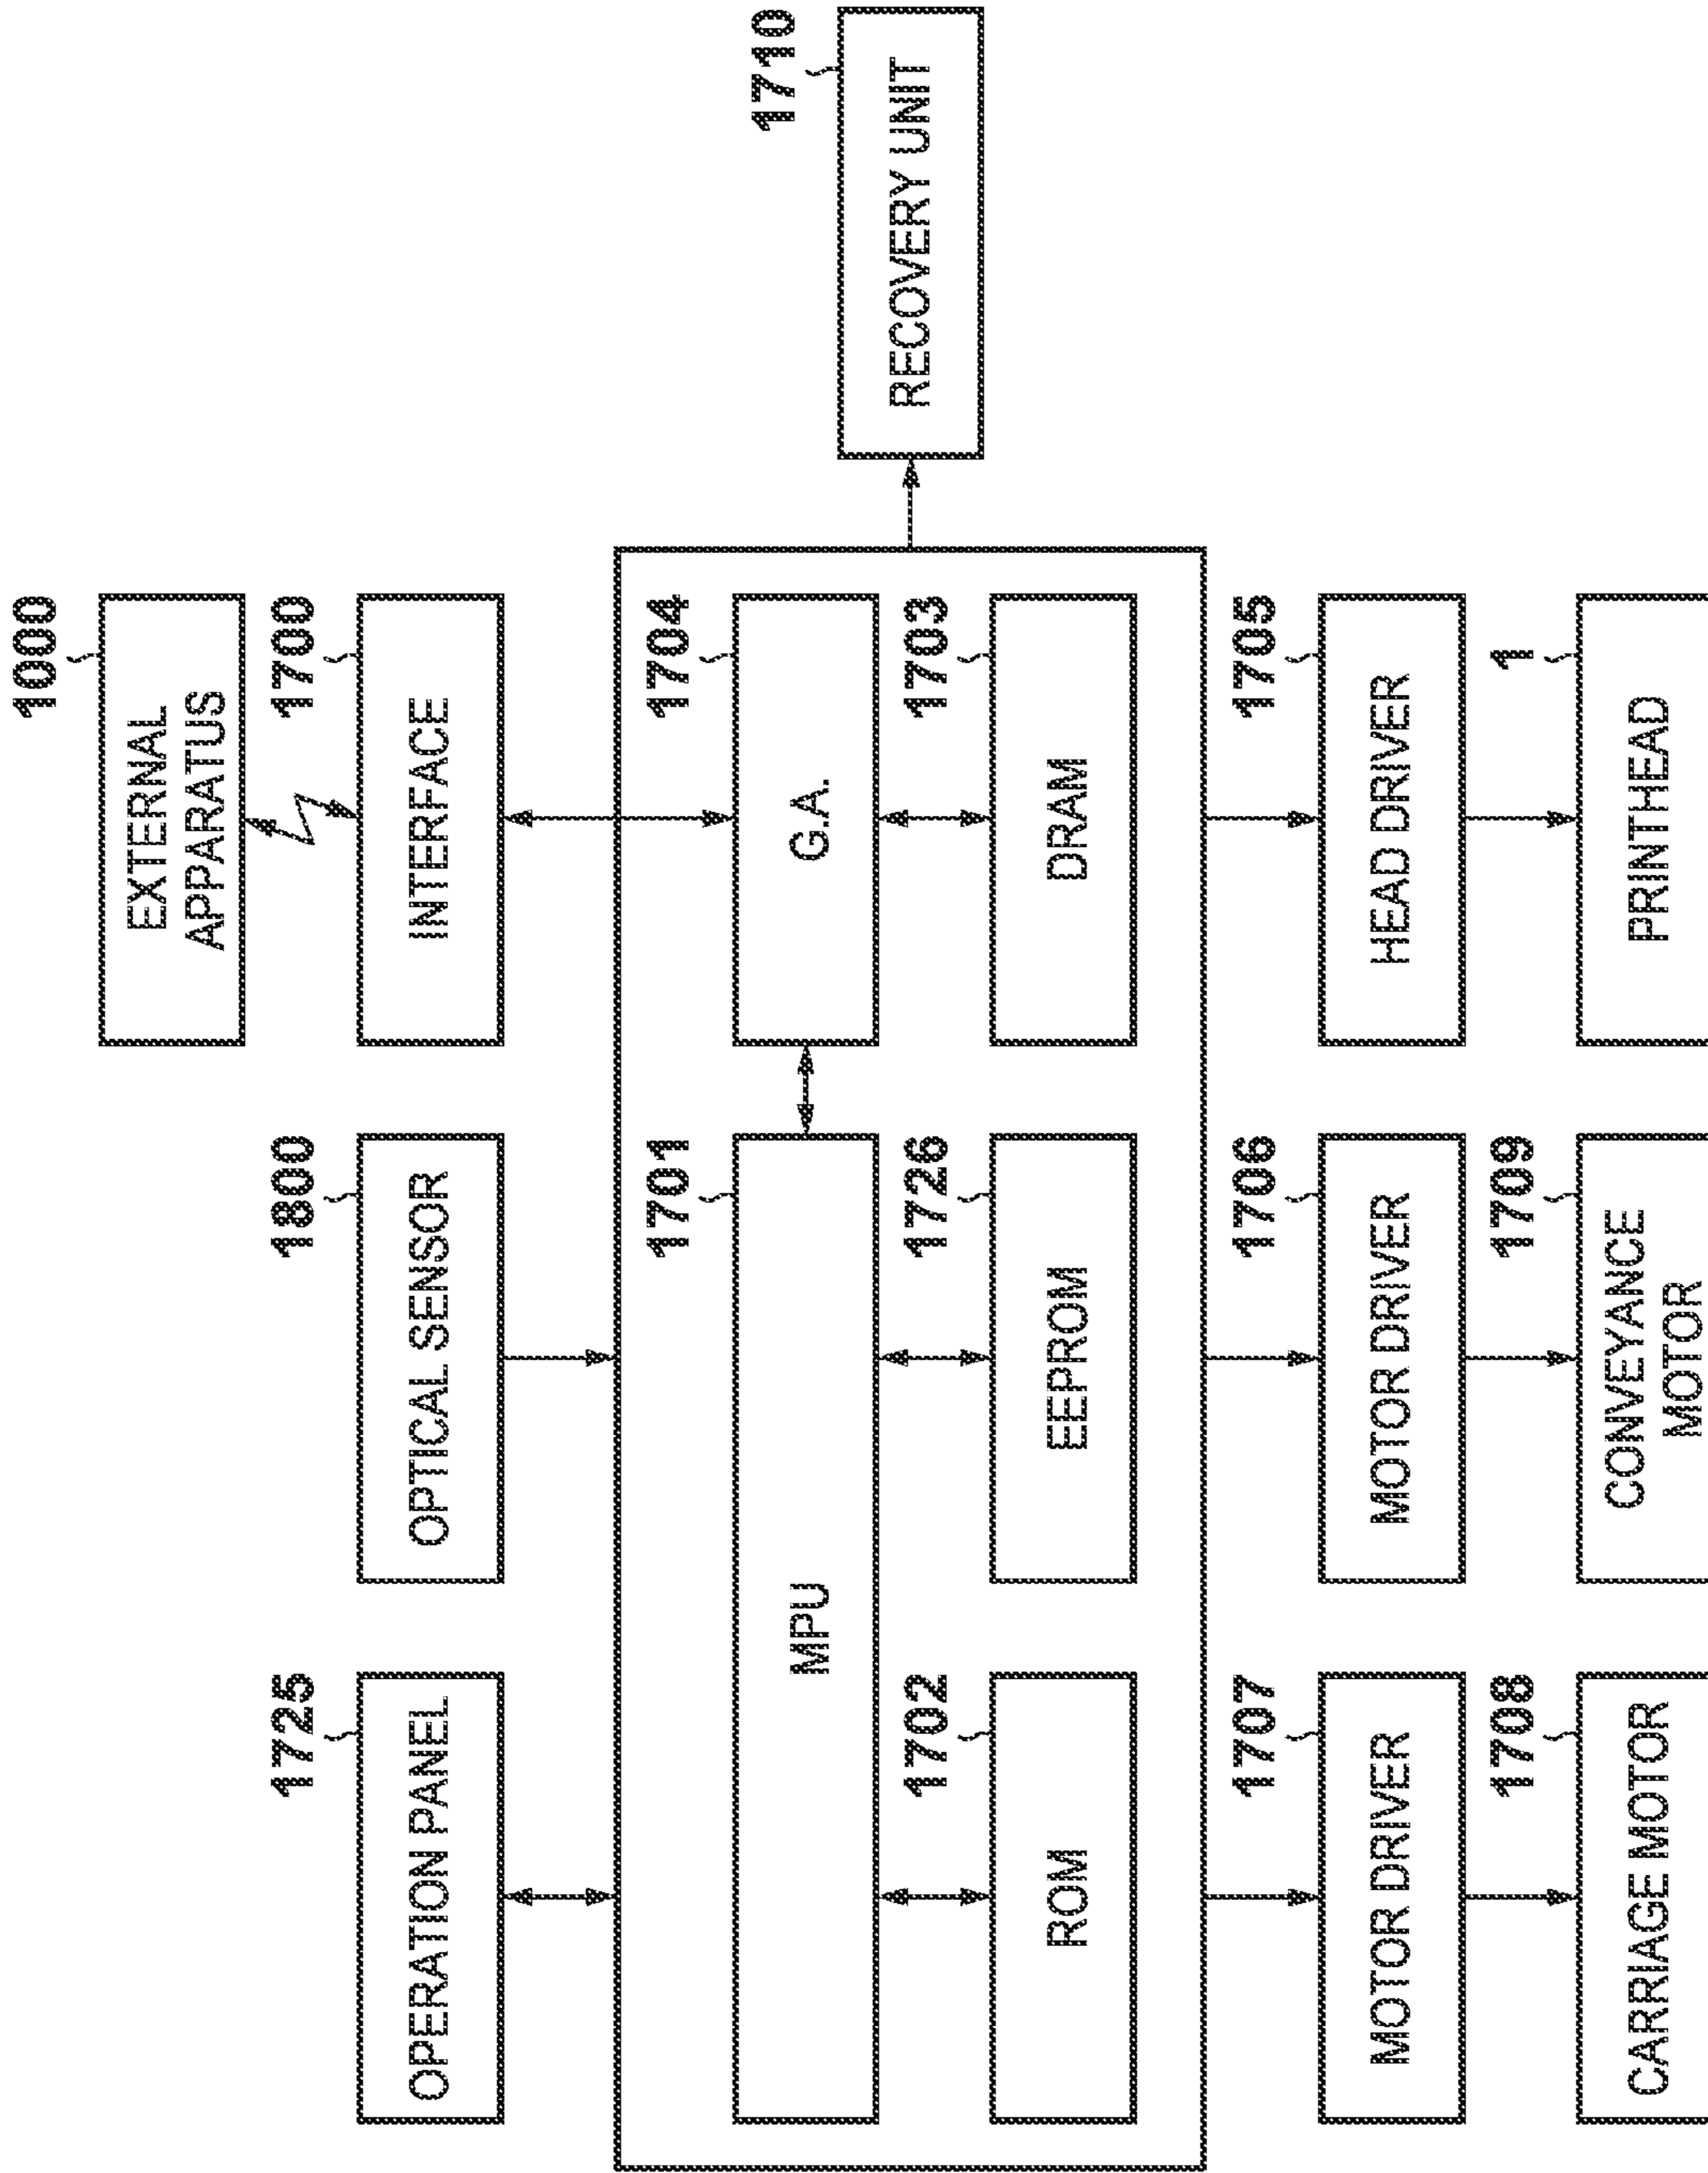 1000
EXTERNAL
APPARATUS
1725
OPERATION PANEL
1800
OPTICAL SENSOR
1700
INTERFACE
1701
MPU
1704
G.A.
1710
RECOVERY UNIT
1702
ROM
1726
EEPROM
1703
DRAM
1707
MOTOR DRIVER
1706
MOTOR DRIVER
1705
HEAD DRIVER
1708
CARRIAGE MOTOR
1709
CONVEYANCE
MOTOR
1
PRINTHEAD